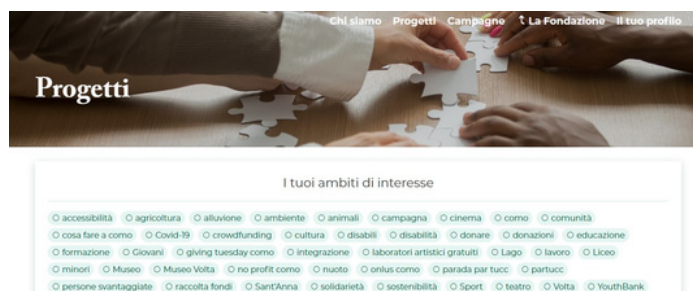 Chi siamo Progetti Campagne La Fondazione Il tuo profilo
Progetti
I tuoi ambiti di interesse
accessibilità agricoltura alluvione ambiente animali campagna cinema como comunità
cosa fare a como Covid-19 crowdfunding cultura disabili disabilità donare donazioni educazione
formazione Giovani giving tuesday como integrazione laboratori artistici gratuiti Lago lavoro Liceo
minori Museo Museo Volta no profit como nuoto onlus como parada par tucc partucc
persone svantaggiate raccolta fondi Sant'Anna solidarietà sostenibilità Sport teatro Volta YouthBank